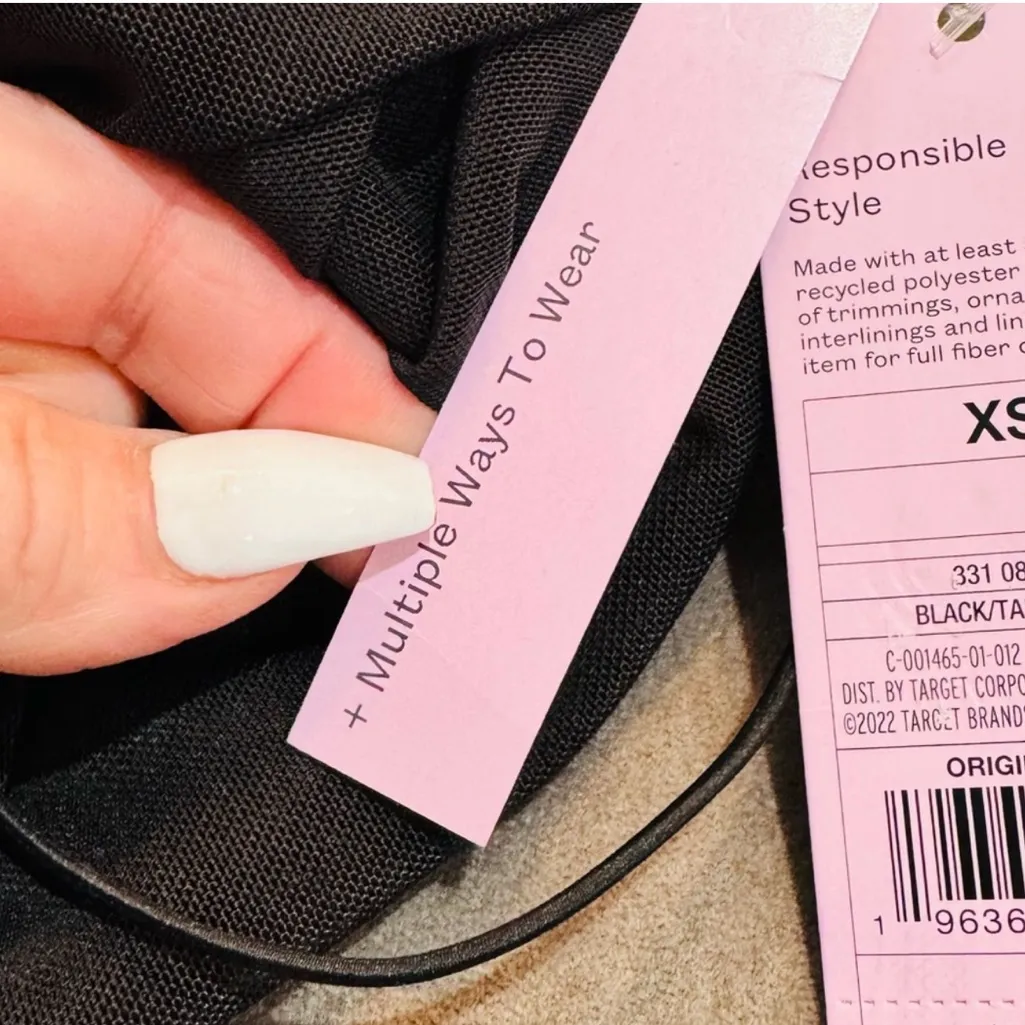 + Multiple Ways To Wear
Responsible
Style
Made with at least
recycled polyester
of trimmings, orna
interlinings and lin
item for full fiber
XS
331 08
BLACK/TA
C-001465-01-012
DIST. BY TARGET CORPO
©2022 TARGET BRANDS
ORIGI
1 9636